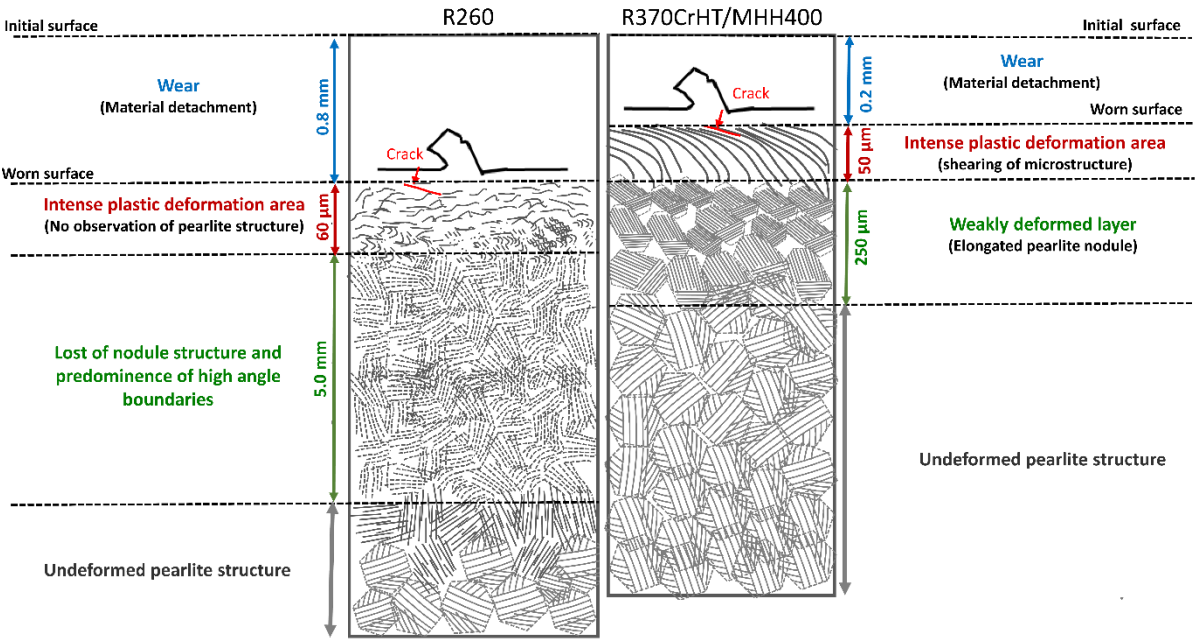 R260
R370CrHT/MHH400
Initial surface
Initial surface
Wear
(Material detachment)
0.8 mm
Crack
Worn surface
Intense plastic deformation area
(No observation of pearlite structure)
60 µm
Lost of nodule structure and
predominence of high angle
boundaries
5.0 mm
Undeformed pearlite structure
Crack
0.2 mm
Wear
(Material detachment)
Worn surface
50 µm
Intense plastic deformation area
(shearing of microstructure)
250 µm
Weakly deformed layer
(Elongated pearlite nodule)
Undeformed pearlite structure